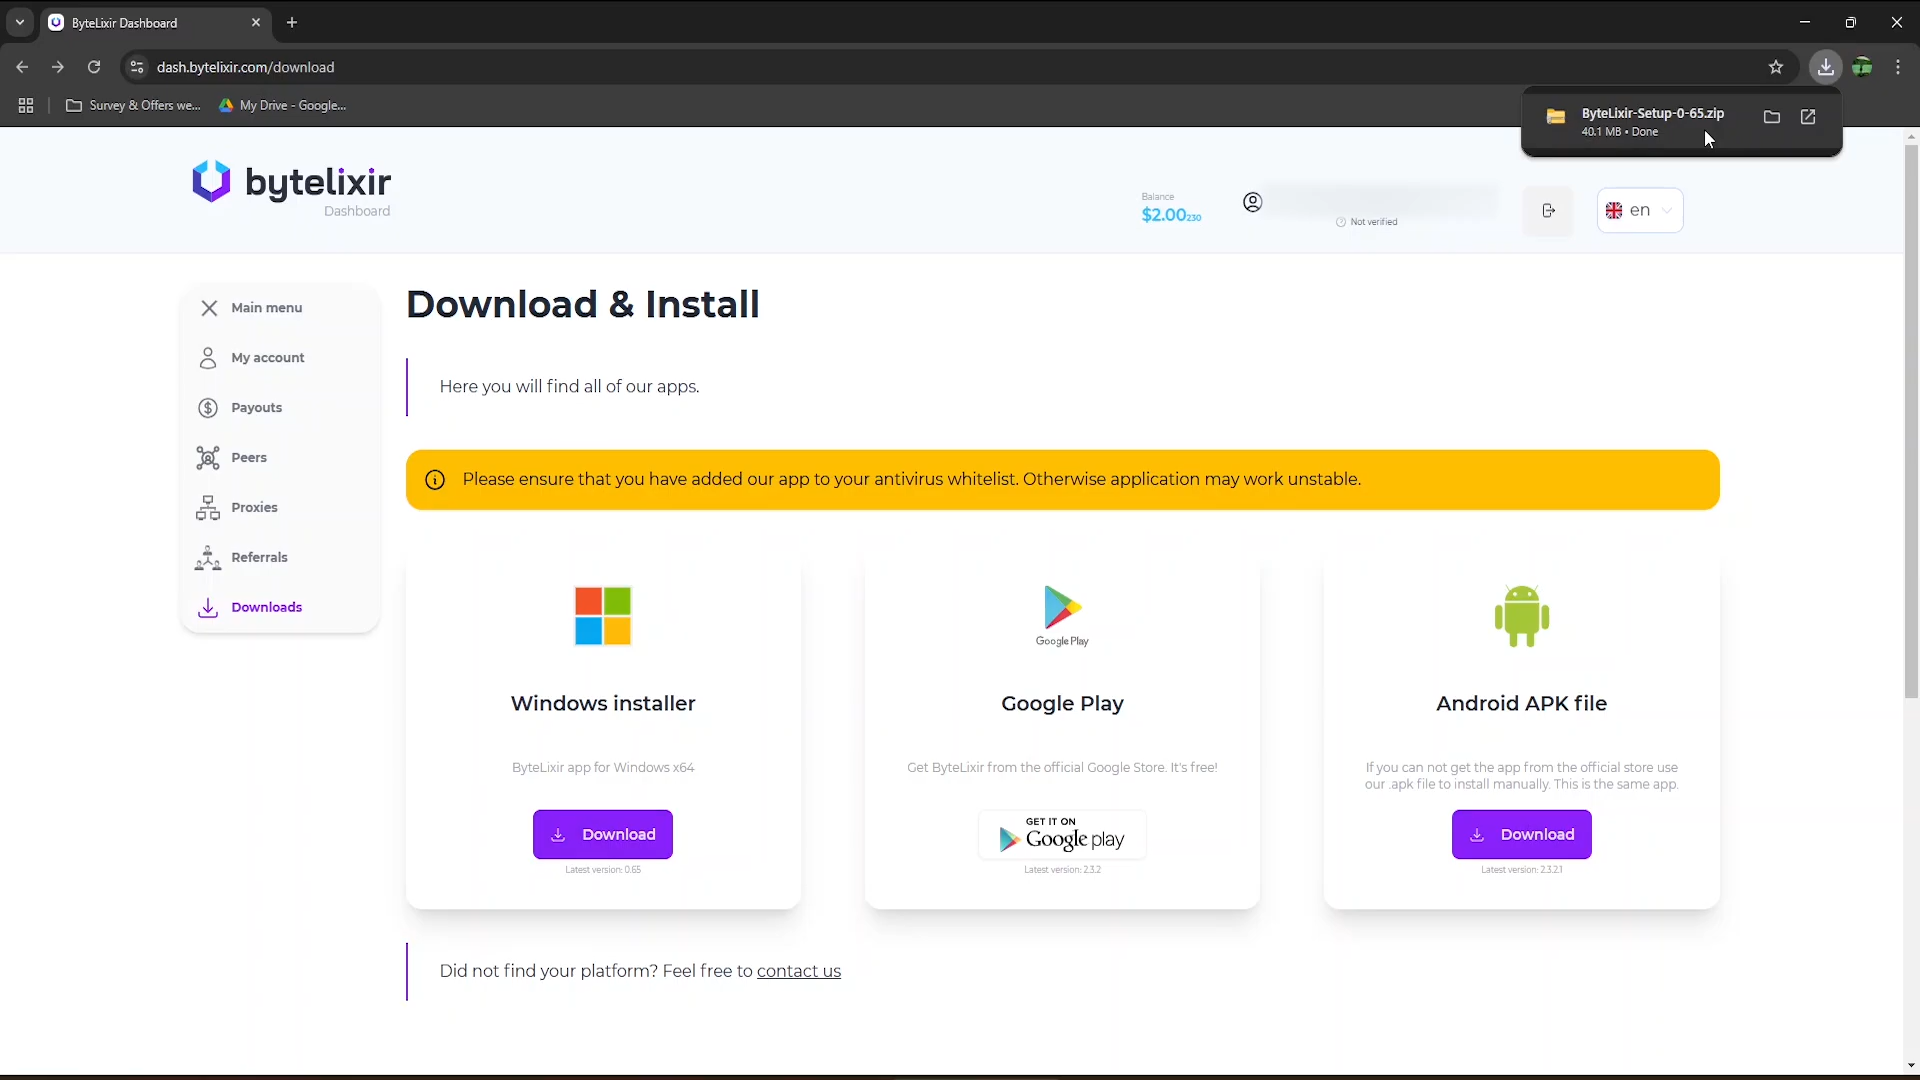 ByteLixir Dashboard
dash.bytelixir.com/download
Survey & Offers we...
My Drive - Google...
ByteLixir-Setup-0-65.zip
40.1 MB • Done
bytelixir
Dashboard
Balance
$2.00230
Not verified
en
Main menu
My account
Payouts
Peers
Proxies
Referrals
Downloads
Download & Install
Here you will find all of our apps.
Please ensure that you have added our app to your antivirus whitelist. Otherwise application may work unstable.
Windows installer
ByteLixir app for Windows x64
Download
Latest version: 0.65
Google Play
Google Play
Get ByteLixir from the official Google Store. It's free!
GET IT ON
Google play
Latest version: 2.3.2
Android APK file
If you can not get the app from the official store use
our .apk file to install manually. This is the same app.
Download
Latest version: 2.3.2.1
Did not find your platform? Feel free to contact us